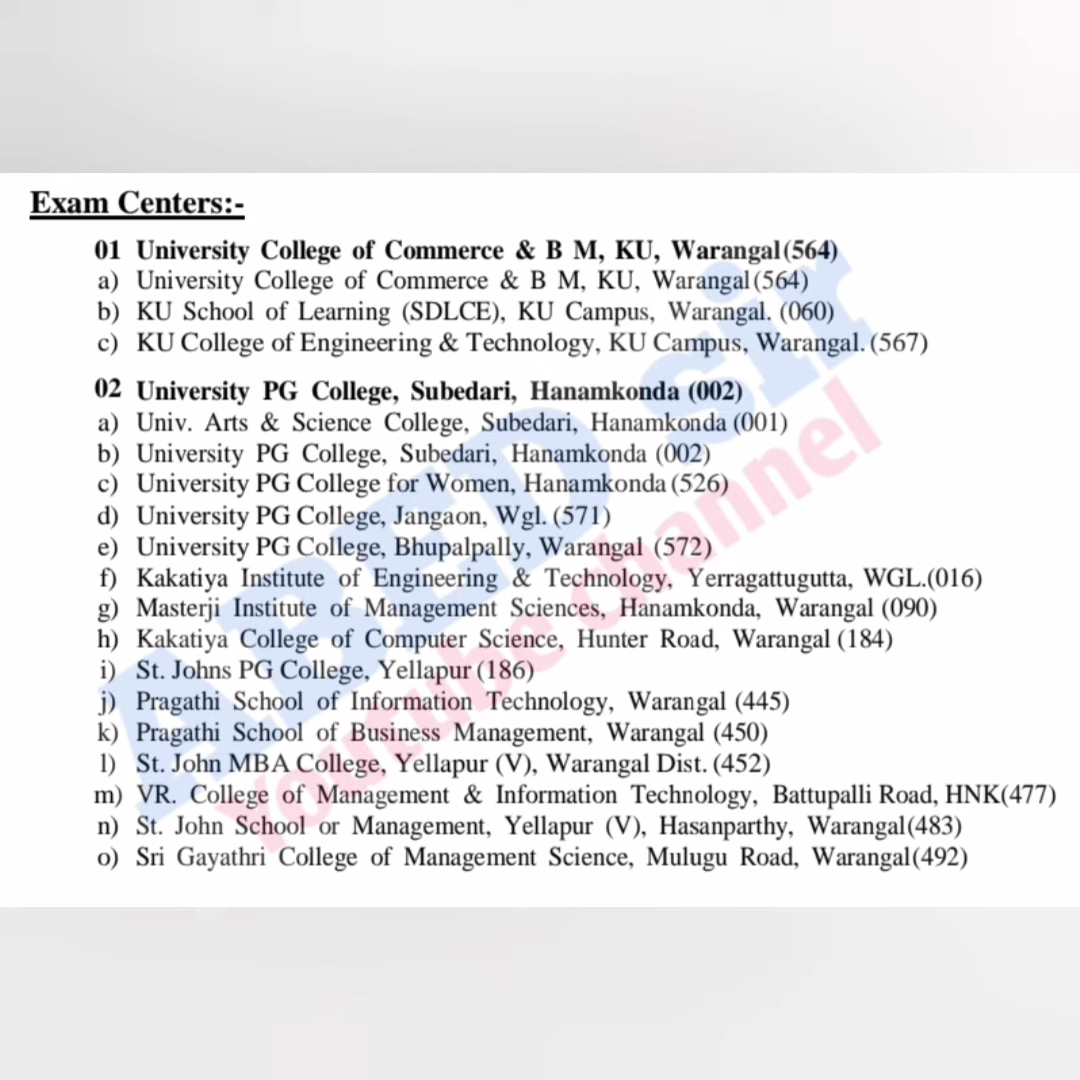 Exam Centers:-
01 University College of Commerce & B M, KU, Warangal(564)
a) University College of Commerce & B M, KU, Warangal(564)
b) KU School of Learning (SDLCE), KU Campus, Warangal. (060)
c) KU College of Engineering & Technology, KU Campus, Warangal. (567)
02 University PG College, Subedari, Hanamkonda (002)
a) Univ. Arts & Science College, Subedari, Hanamkonda (001)
b) University PG College, Subedari, Hanamkonda (002)
c) University PG College for Women, Hanamkonda (526)
d) University PG College, Jangaon, Wgl. (571)
e) University PG College, Bhupalpally, Warangal (572)
f) Kakatiya Institute of Engineering & Technology, Yerragattugutta, WGL.(016)
g) Masterji Institute of Management Sciences, Hanamkonda, Warangal (090)
h) Kakatiya College of Computer Science, Hunter Road, Warangal (184)
i) St. Johns PG College, Yellapur (186)
j) Pragathi School of Information Technology, Warangal (445)
k) Pragathi School of Business Management, Warangal (450)
l) St. John MBA College, Yellapur (V), Warangal Dist. (452)
m) VR. College of Management & Information Technology, Battupalli Road, HNK(477)
n) St. John School or Management, Yellapur (V), Hasanparthy, Warangal(483)
o) Sri Gayathri College of Management Science, Mulugu Road, Warangal(492)
ABED sir
Youtube channel